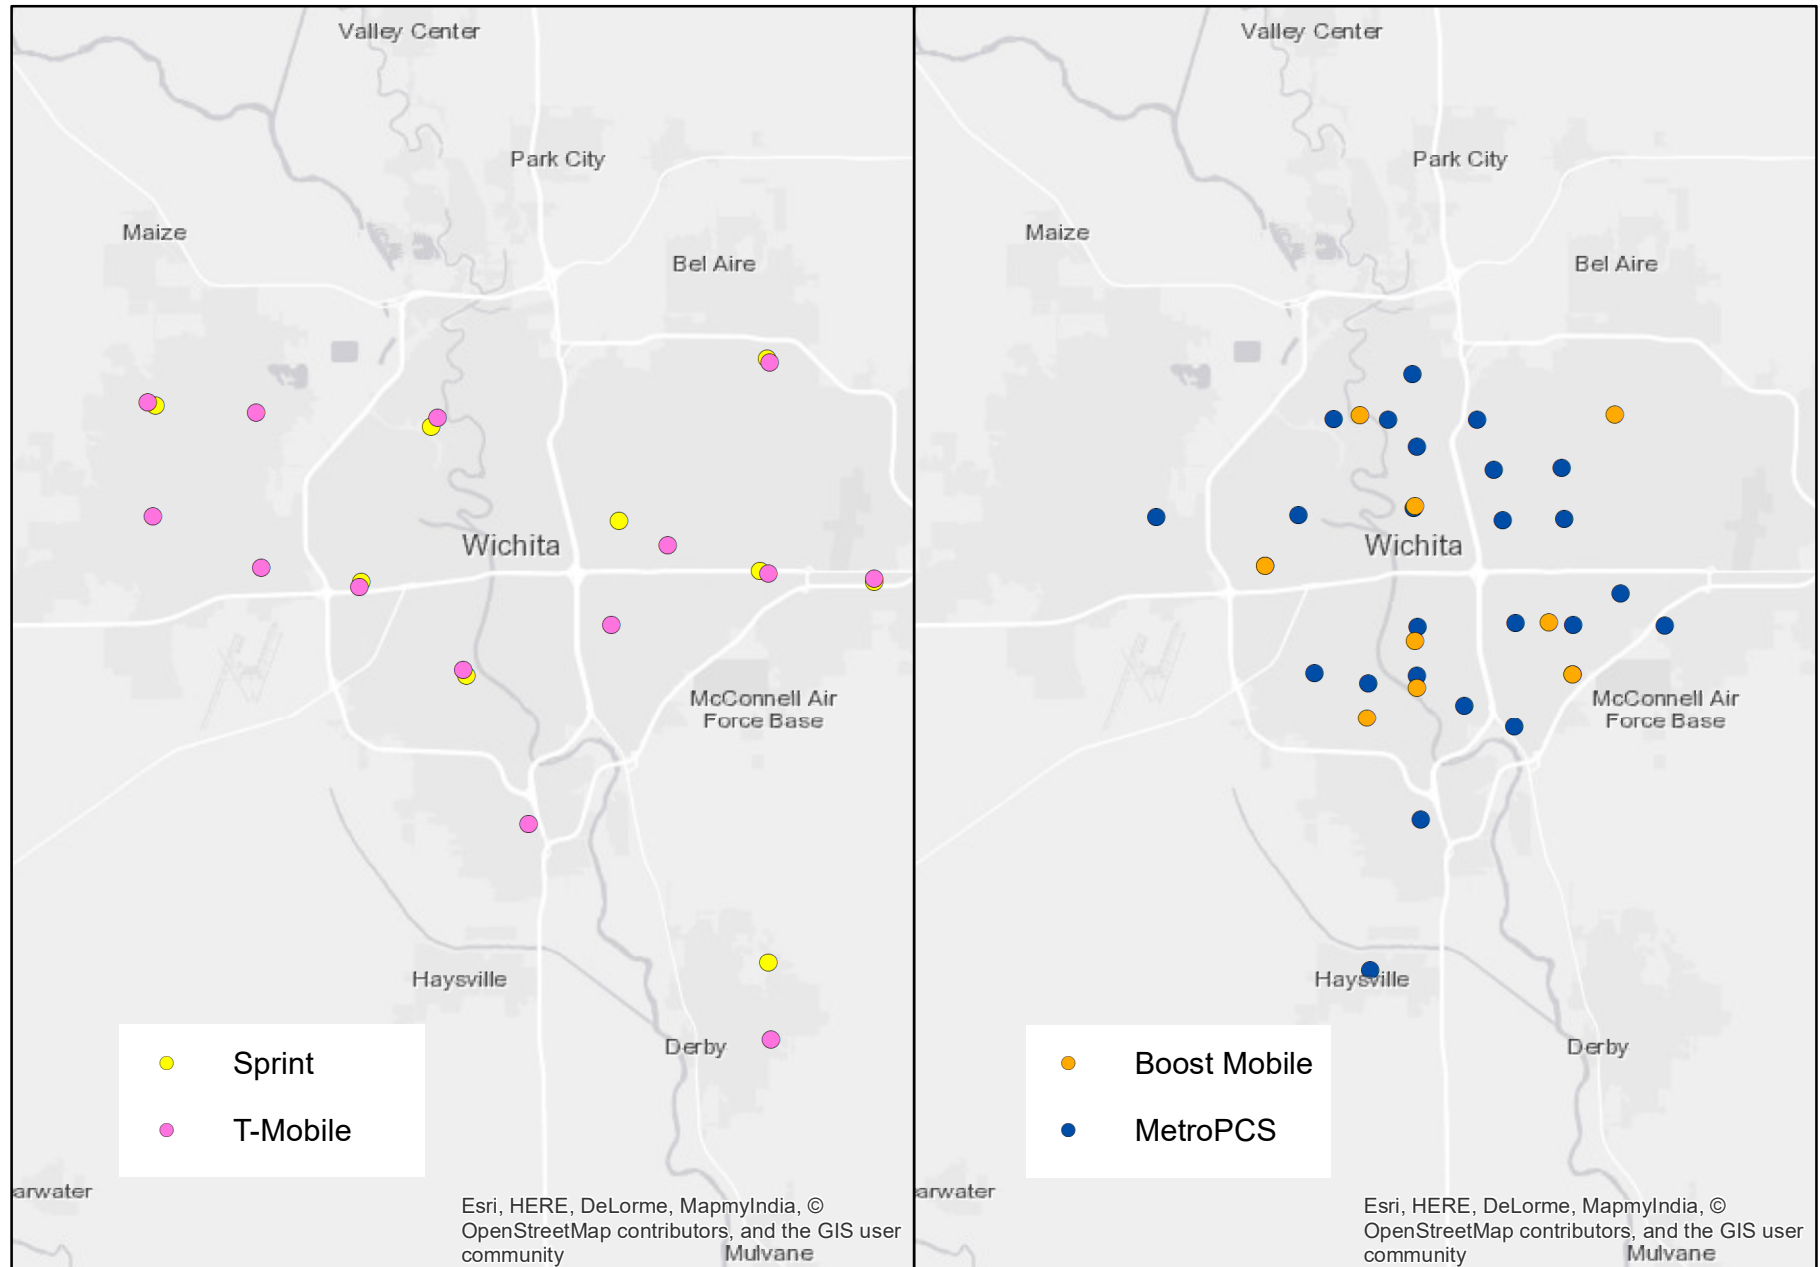 Valley Center
Park City
Maize
Bel Aire
Wichita
McConnell Air
Force Base
Haysville
Derby
Sprint
T-Mobile
arwater
Esri, HERE, DeLorme, MapmyIndia, ©
OpenStreetMap contributors, and the GIS user
community
Mulvane
Valley Center
Park City
Maize
Bel Aire
Wichita
McConnell Air
Force Base
Haysville
Derby
Boost Mobile
MetroPCS
arwater
Esri, HERE, DeLorme, MapmyIndia, ©
OpenStreetMap contributors, and the GIS user
community
Mulvane